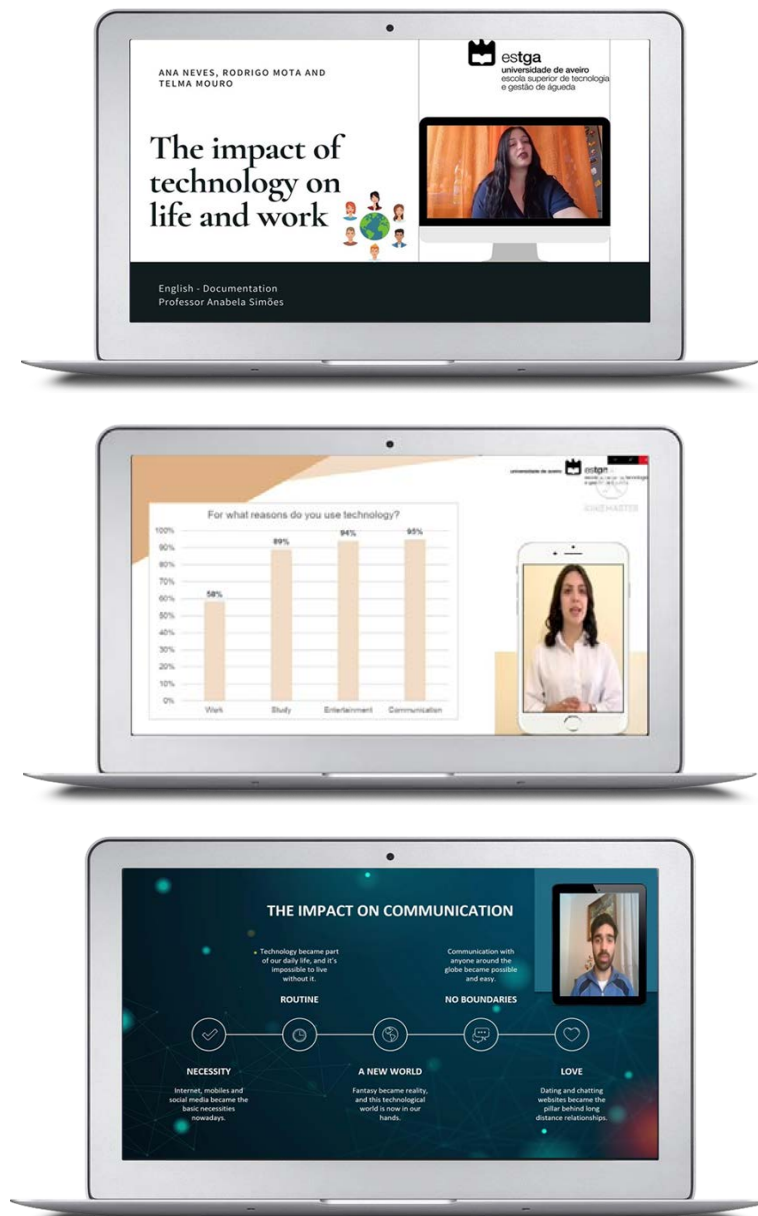 ANA NEVES, RODRIGO MOTA AND
TELMA MOURO
estga
universidade de aveiro
escola superior de tecnologia
e gestão de águeda
The impact of
technology on
life and work
English - Documentation
Professor Anabela Simões
universidade de aveiro
estga
KINEMASTER
For what reasons do you use technology?
100%
90%
80%
70%
60%
50%
40%
30%
20%
10%
0%
58%
89%
94%
95%
Work
Study
Entertainment
Communication
THE IMPACT ON COMMUNICATION
Technology became part
of our daily life, and it's
impossible to live
without it.
ROUTINE
Communication with
anyone around the
globe became possible
and easy.
NO BOUNDARIES
NECESSITY
Internet, mobiles and
social media became the
basic necessities
nowadays.
A NEW WORLD
Fantasy became reality,
and this technological
world is now in our
hands.
LOVE
Dating and chatting
websites became the
pillar behind long
distance relationships.